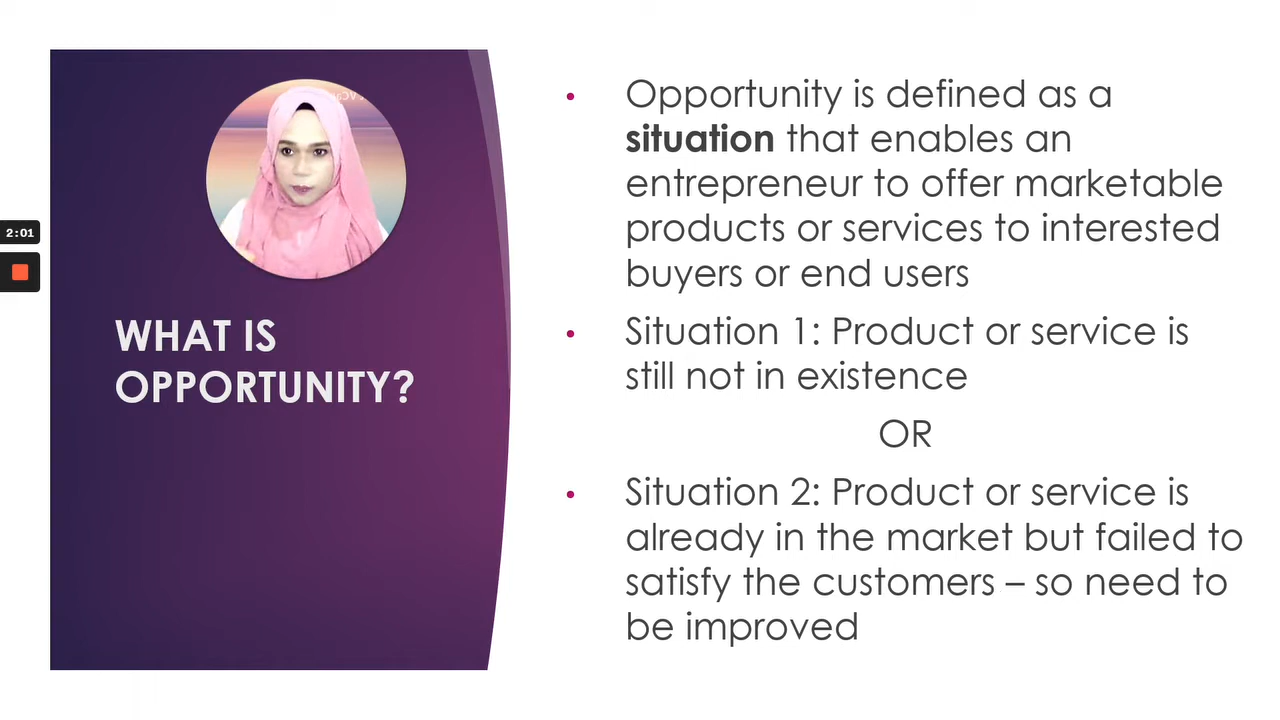 2:01
WHAT IS
OPPORTUNITY?
• Opportunity is defined as a
situation that enables an
entrepreneur to offer marketable
products or services to interested
buyers or end users
• Situation 1: Product or service is
still not in existence
OR
• Situation 2: Product or service is
already in the market but failed to
satisfy the customers – so need to
be improved